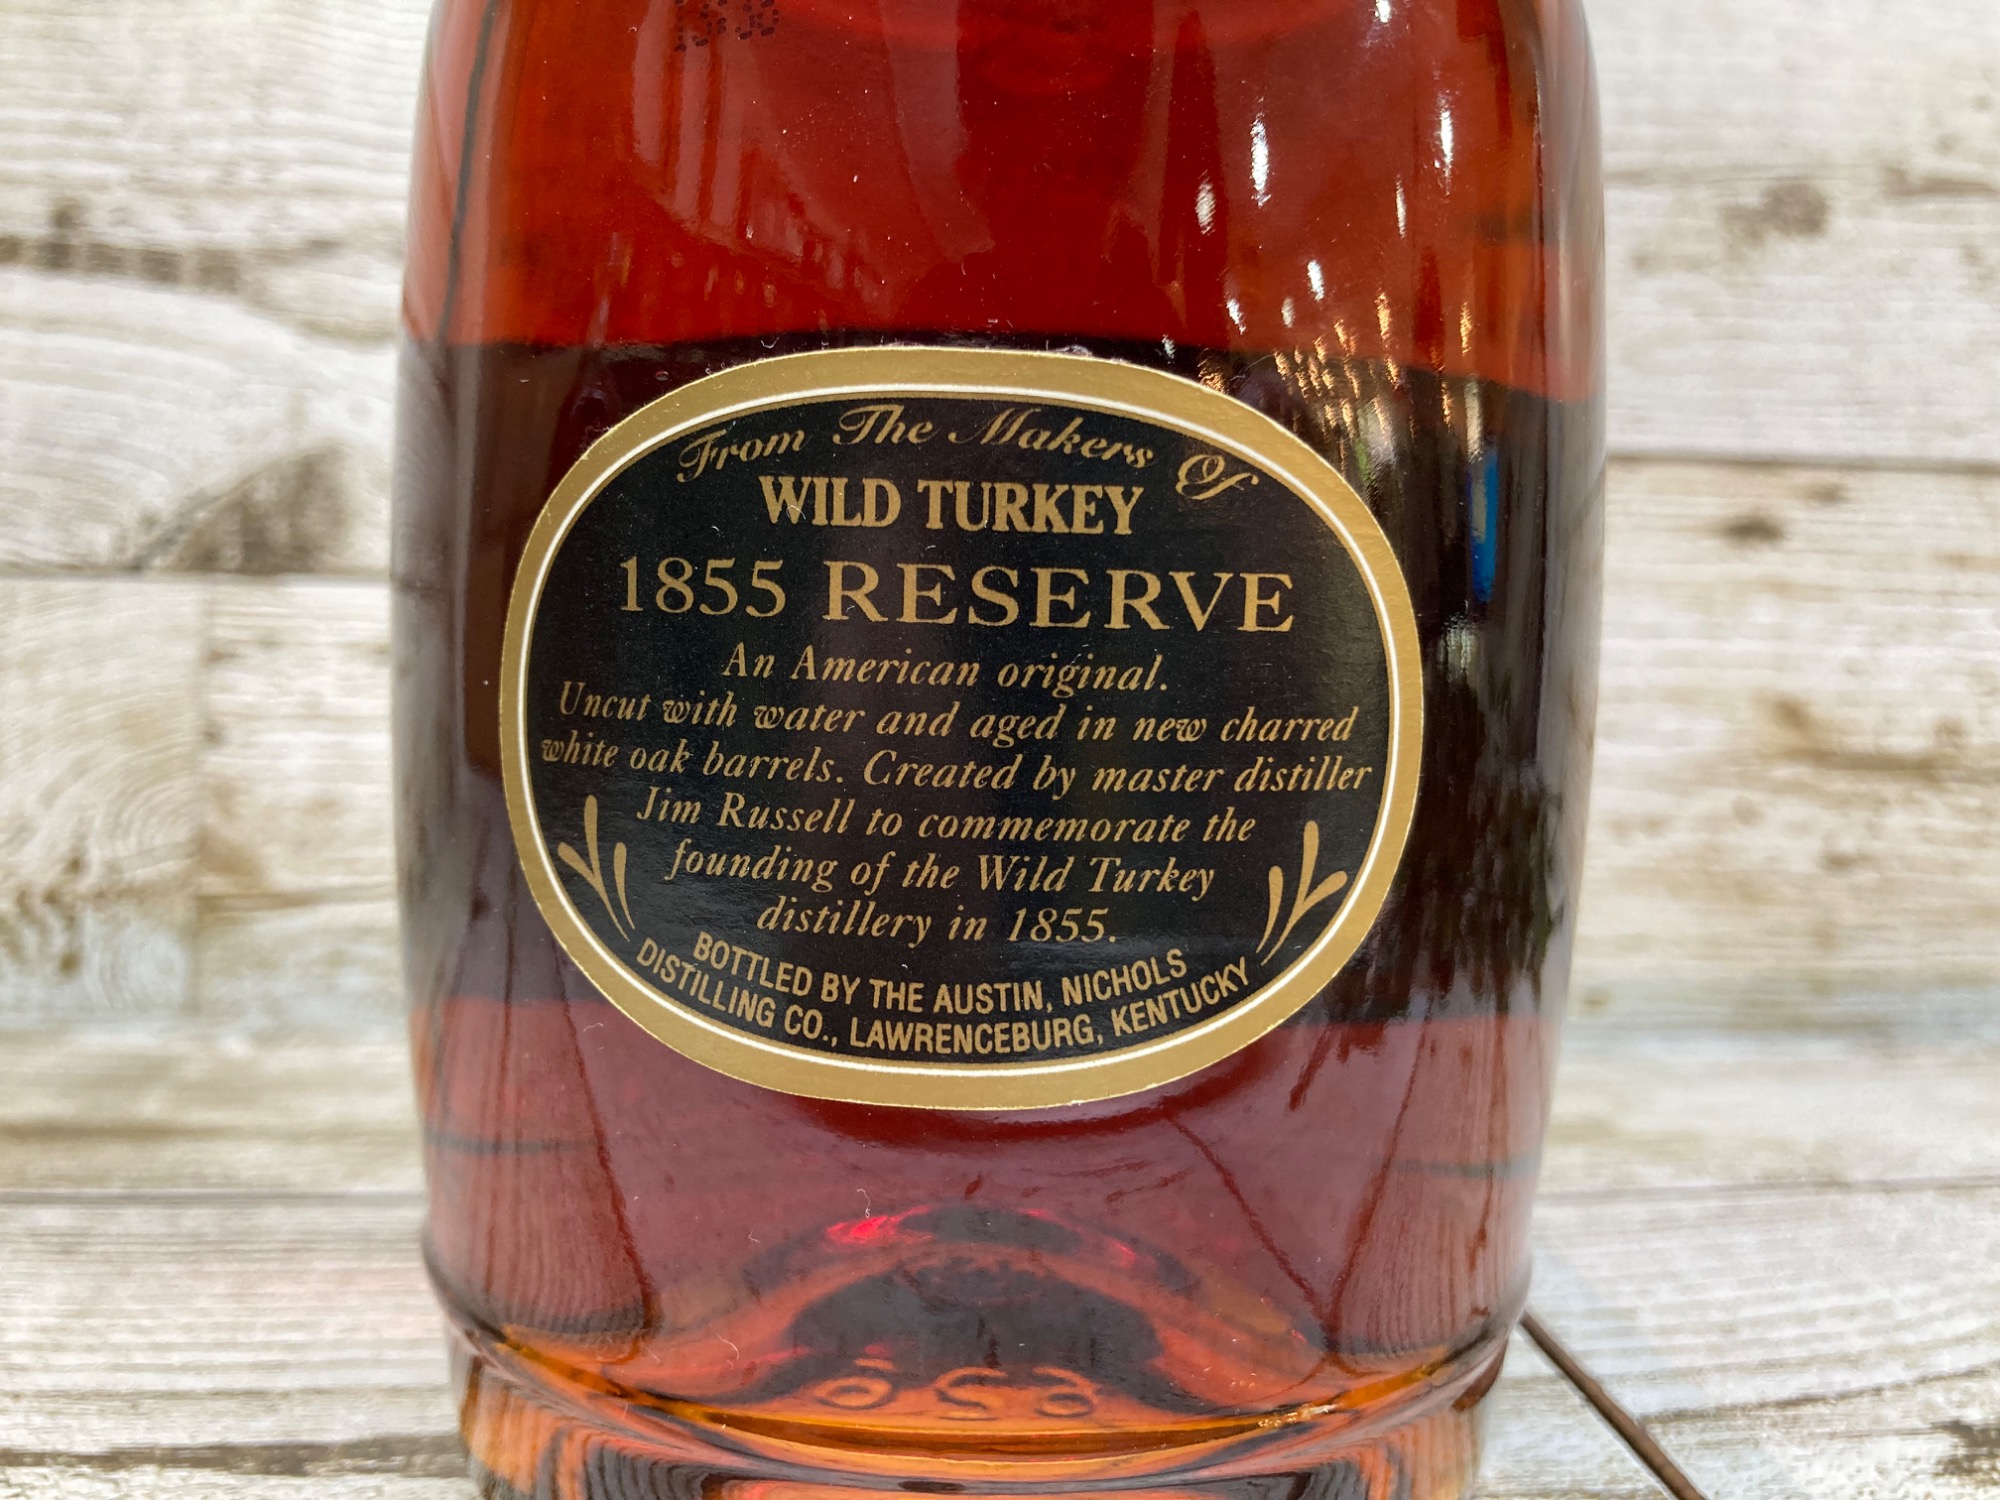 From The Makers Of
WILD TURKEY
1855 RESERVE
An American original.
Uncut with water and aged in new charred
white oak barrels. Created by master distiller
Jim Russell to commemorate the
founding of the Wild Turkey
distillery in 1855.
BOTTLED BY THE AUSTIN, NICHOLS
DISTILLING CO., LAWRENCEBURG, KENTUCKY